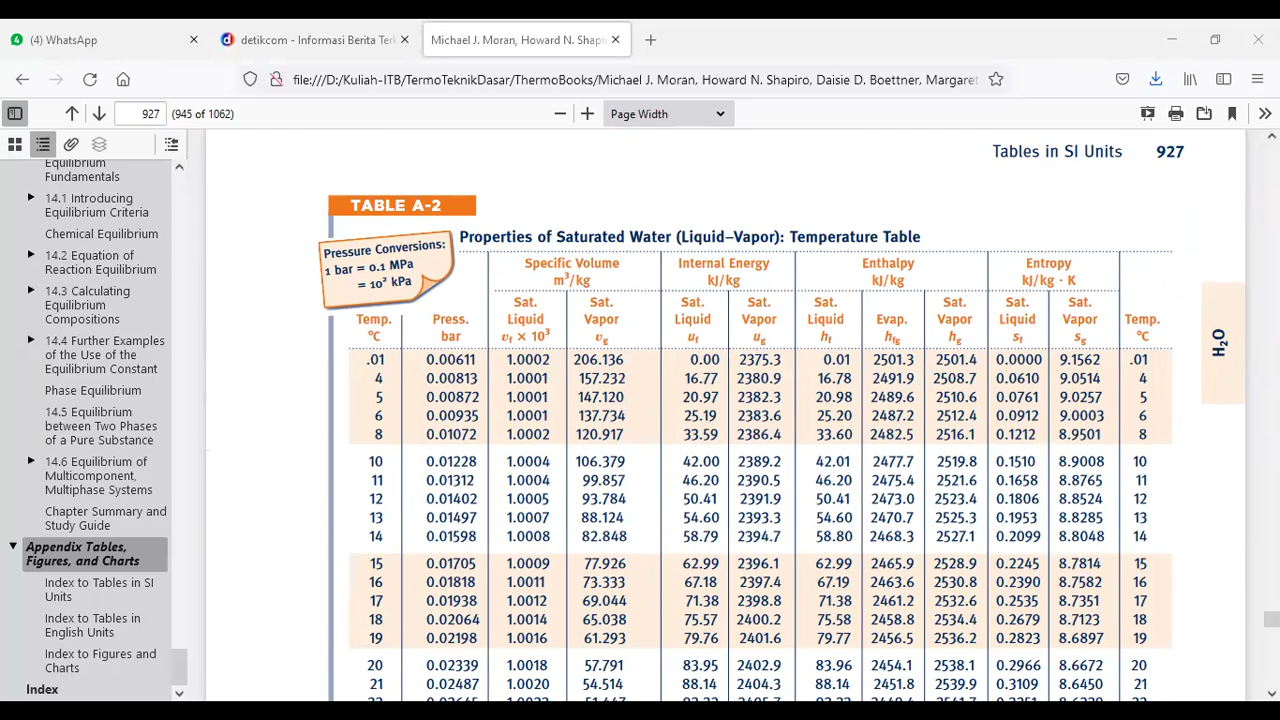 (4) WhatsApp
detikcom - Informasi Berita Terk
Michael J. Moran, Howard N. Shapi
file:///D:/Kuliah-ITB/TermoTeknikDasar/ThermoBooks/Michael J. Moran, Howard N. Shapiro, Daisie D. Boettner, Margaret
927 (945 of 1062)
Page Width
Equilibrium
Fundamentals
14.1 Introducing
Equilibrium Criteria
Chemical Equilibrium
14.2 Equation of
Reaction Equilibrium
14.3 Calculating
Equilibrium
Compositions
14.4 Further Examples
of the Use of the
Equilibrium Constant
Phase Equilibrium
14.5 Equilibrium
between Two Phases
of a Pure Substance
14.6 Equilibrium of
Multicomponent,
Multiphase Systems
Chapter Summary and
Study Guide
Appendix Tables,
Figures, and Charts
Index to Tables in SI
Units
Index to Tables in
English Units
Index to Figures and
Charts
Index
Tables in SI Units 927
TABLE A-2
Properties of Saturated Water (Liquid–Vapor): Temperature Table
Pressure Conversions:
1 bar = 0.1 MPa
= 10² kPa
Specific Volume Internal Energy Enthalpy Entropy
m³/kg kJ/kg kJ/kg kJ/kg · K
Sat. Sat. Sat. Sat. Sat. Sat. Sat. Sat.
Temp. Press. Liquid Vapor Liquid Vapor Liquid Evap. Vapor Liquid Vapor Temp.
°C bar vf × 10³ vg uf ug hf hfg hg sf sg °C
.01 0.00611 1.0002 206.136 0.00 2375.3 0.01 2501.3 2501.4 0.0000 9.1562 .01
4 0.00813 1.0001 157.232 16.77 2380.9 16.78 2491.9 2508.7 0.0610 9.0514 4
5 0.00872 1.0001 147.120 20.97 2382.3 20.98 2489.6 2510.6 0.0761 9.0257 5
6 0.00935 1.0001 137.734 25.19 2383.6 25.20 2487.2 2512.4 0.0912 9.0003 6
8 0.01072 1.0002 120.917 33.59 2386.4 33.60 2482.5 2516.1 0.1212 8.9501 8
10 0.01228 1.0004 106.379 42.00 2389.2 42.01 2477.7 2519.8 0.1510 8.9008 10
11 0.01312 1.0004 99.857 46.20 2390.5 46.20 2475.4 2521.6 0.1658 8.8765 11
12 0.01402 1.0005 93.784 50.41 2391.9 50.41 2473.0 2523.4 0.1806 8.8524 12
13 0.01497 1.0007 88.124 54.60 2393.3 54.60 2470.7 2525.3 0.1953 8.8285 13
14 0.01598 1.0008 82.848 58.79 2394.7 58.80 2468.3 2527.1 0.2099 8.8048 14
15 0.01705 1.0009 77.926 62.99 2396.1 62.99 2465.9 2528.9 0.2245 8.7814 15
16 0.01818 1.0011 73.333 67.18 2397.4 67.19 2463.6 2530.8 0.2390 8.7582 16
17 0.01938 1.0012 69.044 71.38 2398.8 71.38 2461.2 2532.6 0.2535 8.7351 17
18 0.02064 1.0014 65.038 75.57 2400.2 75.58 2458.8 2534.4 0.2679 8.7123 18
19 0.02198 1.0016 61.293 79.76 2401.6 79.77 2456.5 2536.2 0.2823 8.6897 19
20 0.02339 1.0018 57.791 83.95 2402.9 83.96 2454.1 2538.1 0.2966 8.6672 20
21 0.02487 1.0020 54.514 88.14 2404.3 88.14 2451.8 2539.9 0.3109 8.6450 21
H₂O